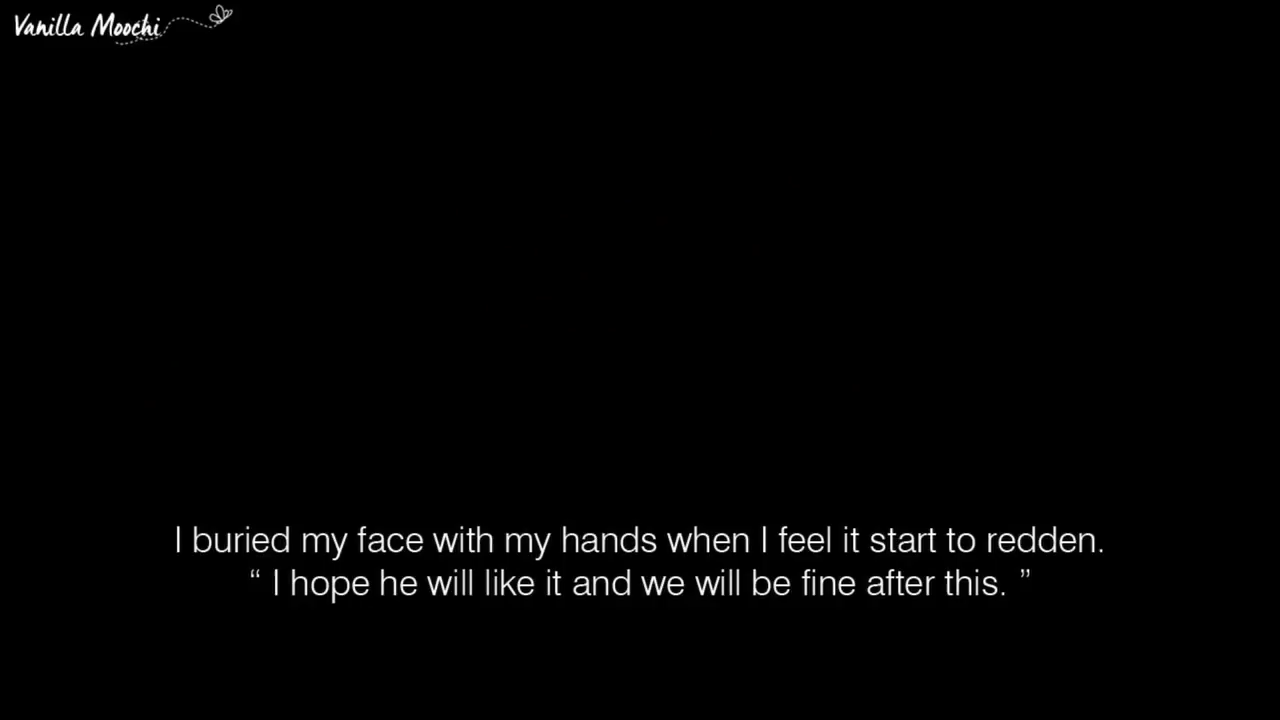 Vanilla Moochi
I buried my face with my hands when I feel it start to redden.
“ I hope he will like it and we will be fine after this. ”